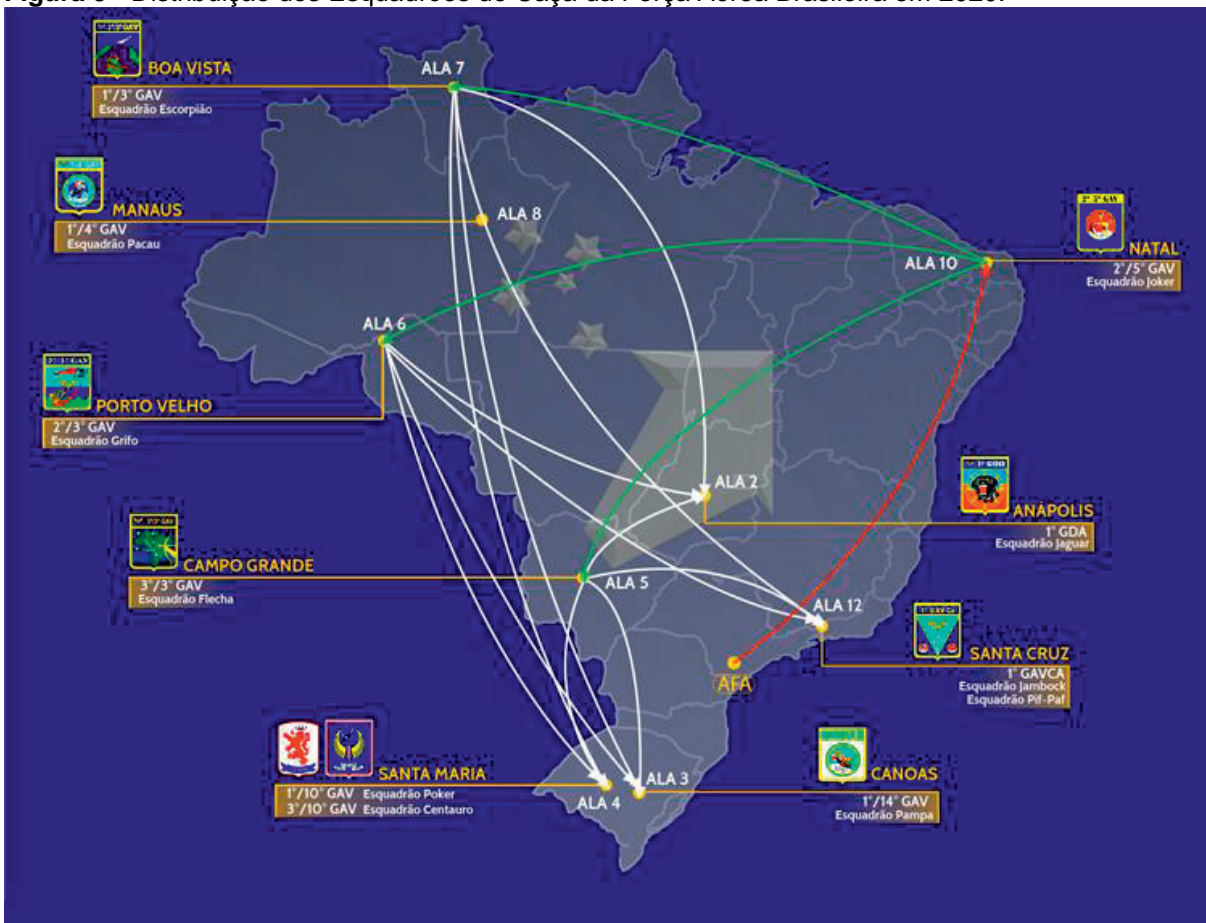 BOA VISTA
1°/3° GAV
Esquadrão Escorpião
ALA 7
MANAUS
1°/4° GAV
Esquadrão Pacau
ALA 8
ALA 10
NATAL
2°/5° GAV
Esquadrão Joker
ALA 6
PORTO VELHO
2°/3° GAV
Esquadrão Grifo
ALA 2
ANÁPOLIS
1° GDA
Esquadrão Jaguar
CAMPO GRANDE
3°/3° GAV
Esquadrão Flecha
ALA 5
ALA 12
SANTA CRUZ
1° GAVCA
Esquadrão Jambock
Esquadrão Pif-Paf
AFA
SANTA MARIA
1°/10° GAV Esquadrão Poker
3°/10° GAV Esquadrão Centauro
ALA 4
ALA 3
CANOAS
1°/14° GAV
Esquadrão Pampa